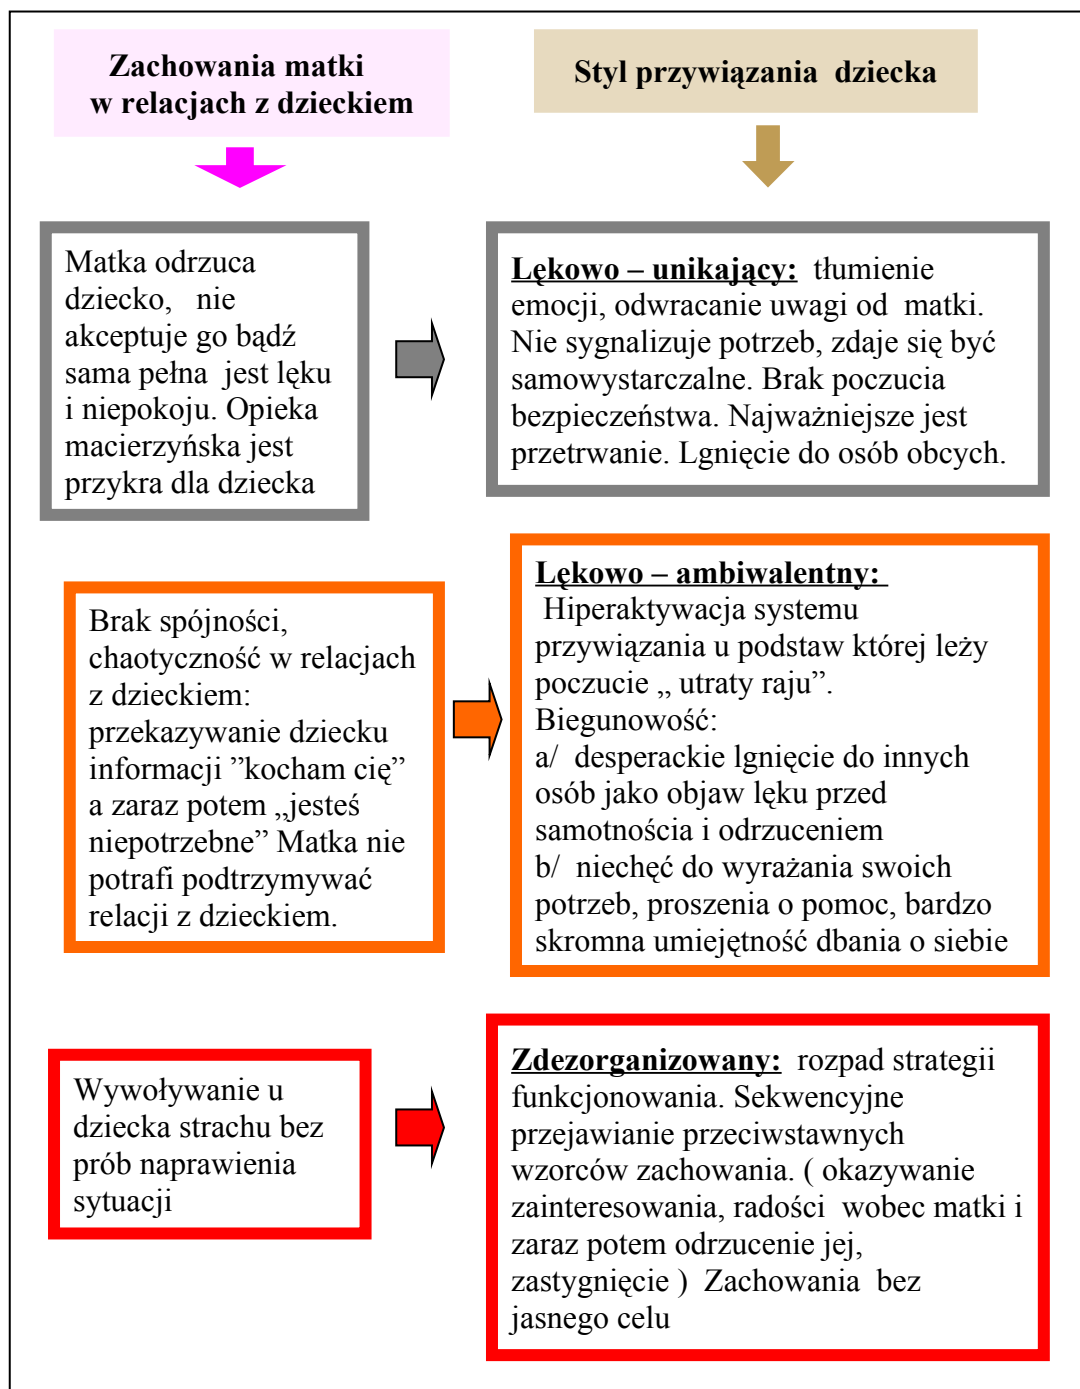 Zachowania matki
w relacjach z dzieckiem
Styl przywiązania dziecka
Matka odrzuca
dziecko, nie
akceptuje go bądź
sama pełna jest lęku
i niepokoju. Opieka
macierzyńska jest
przykra dla dziecka
Lękowo – unikający: tłumienie
emocji, odwracanie uwagi od matki.
Nie sygnalizuje potrzeb, zdaje się być
samowystarczalne. Brak poczucia
bezpieczeństwa. Najważniejsze jest
przetrwanie. Lgnięcie do osób obcych.
Brak spójności,
chaotyczność w relacjach
z dzieckiem:
przekazywanie dziecku
informacji ”kocham cię”
a zaraz potem „jesteś
niepotrzebne” Matka nie
potrafi podtrzymywać
relacji z dzieckiem.
Lękowo – ambiwalentny:
Hiperaktywacja systemu
przywiązania u podstaw której leży
poczucie „ utraty raju”.
Biegunowość:
a/ desperackie lgnięcie do innych
osób jako objaw lęku przed
samotnościa i odrzuceniem
b/ niechęć do wyrażania swoich
potrzeb, proszenia o pomoc, bardzo
skromna umiejętność dbania o siebie
Wywoływanie u
dziecka strachu bez
prób naprawienia
sytuacji
Zdezorganizowany: rozpad strategii
funkcjonowania. Sekwencyjne
przejawianie przeciwstawnych
wzorców zachowania. ( okazywanie
zainteresowania, radości wobec matki i
zaraz potem odrzucenie jej,
zastygnięcie ) Zachowania bez
jasnego celu